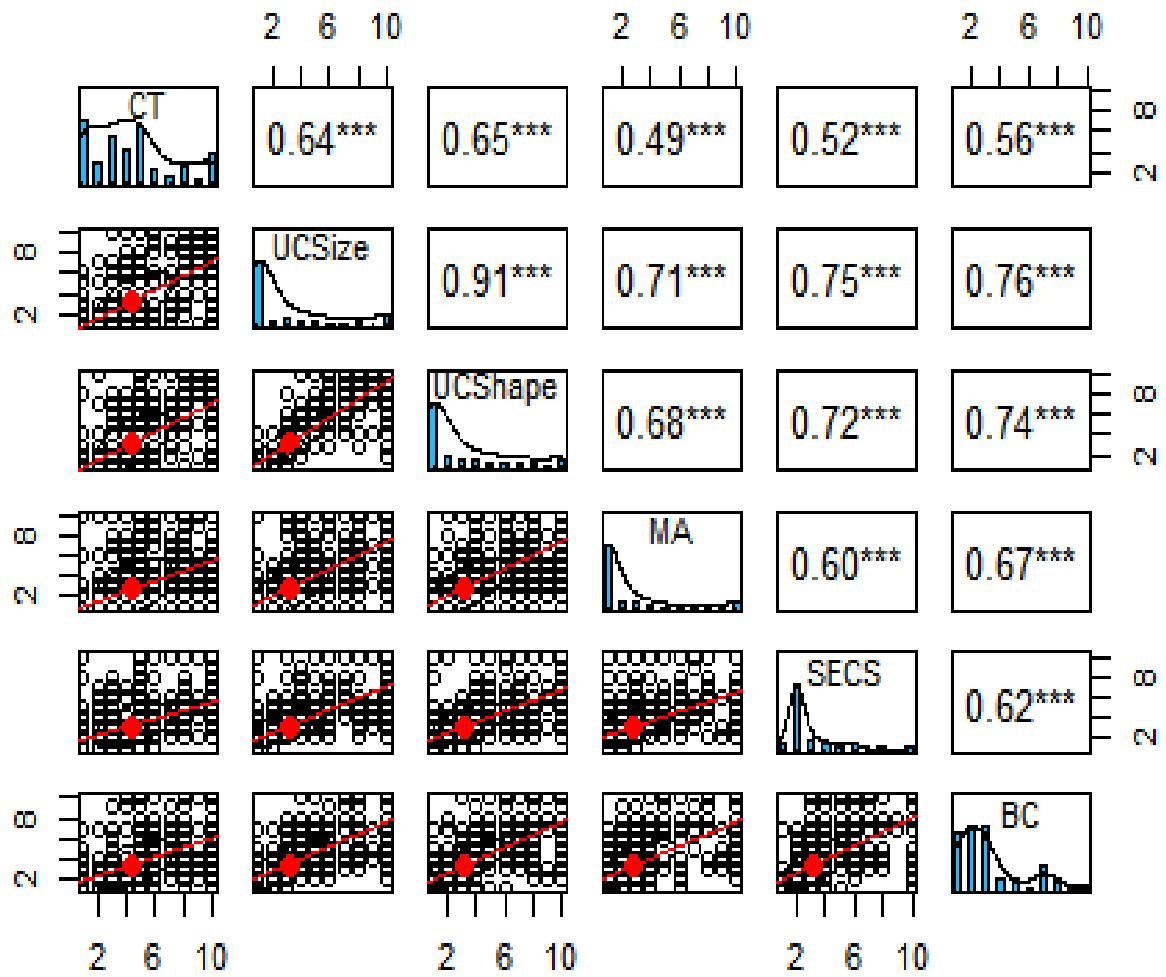 2 6 10 2 6 10 2 6 10
CT 0.64*** 0.65*** 0.49*** 0.52*** 0.56*** 2 8
2 8 UCSize 0.91*** 0.71*** 0.75*** 0.76***
UCShape 0.68*** 0.72*** 0.74*** 2 8
2 8 MA 0.60*** 0.67***
SECS 0.62*** 2 8
2 8 BC
2 6 10 2 6 10 2 6 10